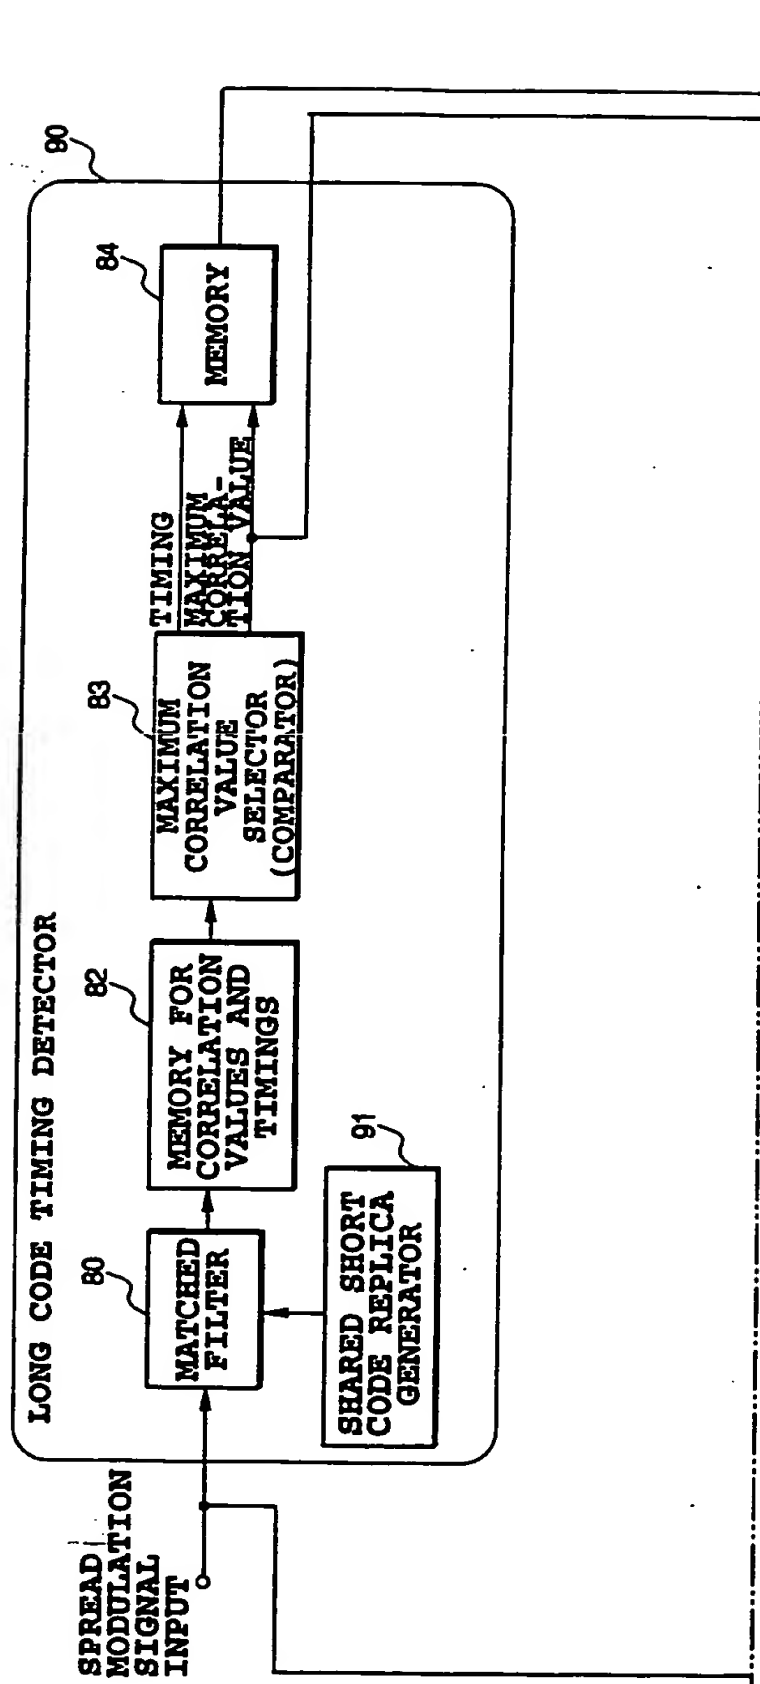 LONG CODE TIMING DETECTOR
90
SPREAD
MODULATION
SIGNAL
INPUT
80
MATCHED
FILTER
82
MEMORY FOR
CORRELATION
VALUES AND
TIMINGS
83
MAXIMUM
CORRELATION
VALUE
SELECTOR
(COMPARATOR)
TIMING
MAXIMUM
CORRELA-
TION VALUE
84
MEMORY
91
SHARED SHORT
CODE REPLICA
GENERATOR